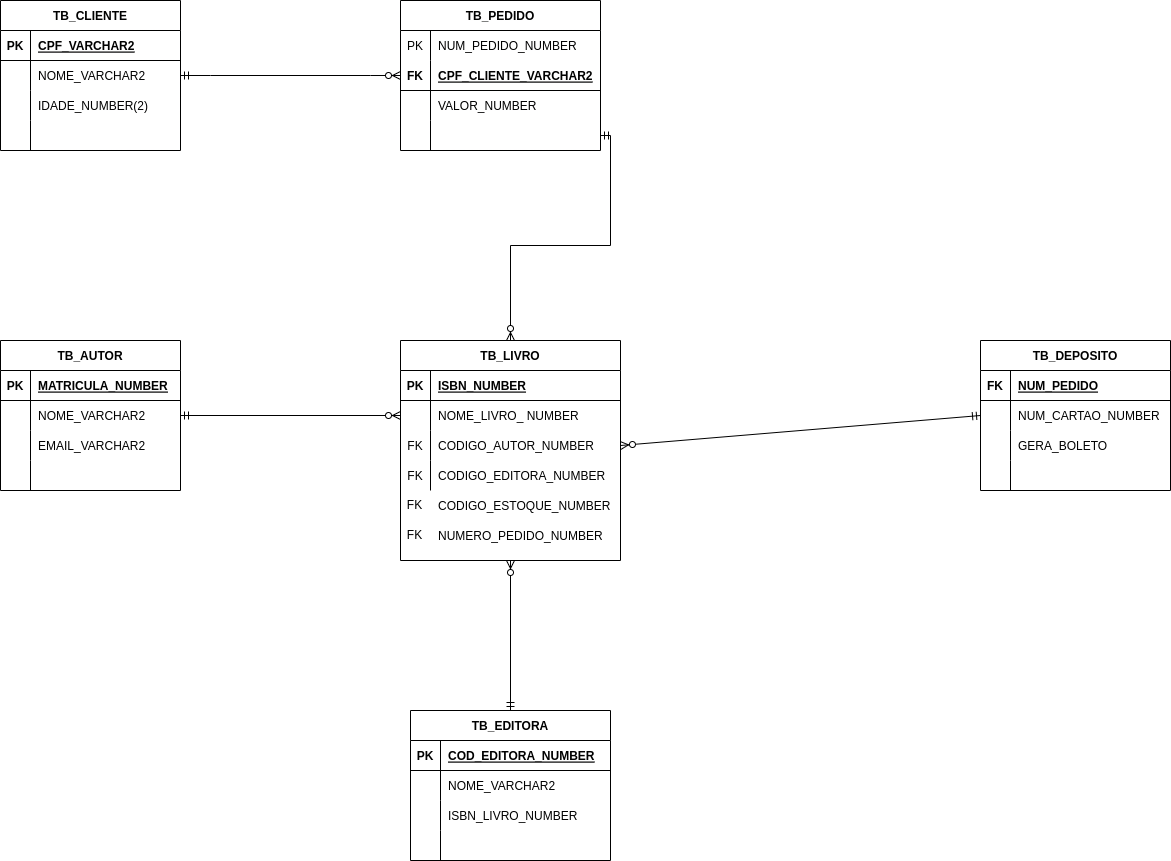 TB_CLIENTE
PK CPF_VARCHAR2
NOME_VARCHAR2
IDADE_NUMBER(2)
TB_PEDIDO
PK NUM_PEDIDO_NUMBER
FK CPF_CLIENTE_VARCHAR2
VALOR_NUMBER
TB_AUTOR
PK MATRICULA_NUMBER
NOME_VARCHAR2
EMAIL_VARCHAR2
TB_LIVRO
PK ISBN_NUMBER
NOME_LIVRO_NUMBER
FK CODIGO_AUTOR_NUMBER
FK CODIGO_EDITORA_NUMBER
FK CODIGO_ESTOQUE_NUMBER
FK NUMERO_PEDIDO_NUMBER
TB_DEPOSITO
FK NUM_PEDIDO
NUM_CARTAO_NUMBER
GERA_BOLETO
TB_EDITORA
PK COD_EDITORA_NUMBER
NOME_VARCHAR2
ISBN_LIVRO_NUMBER